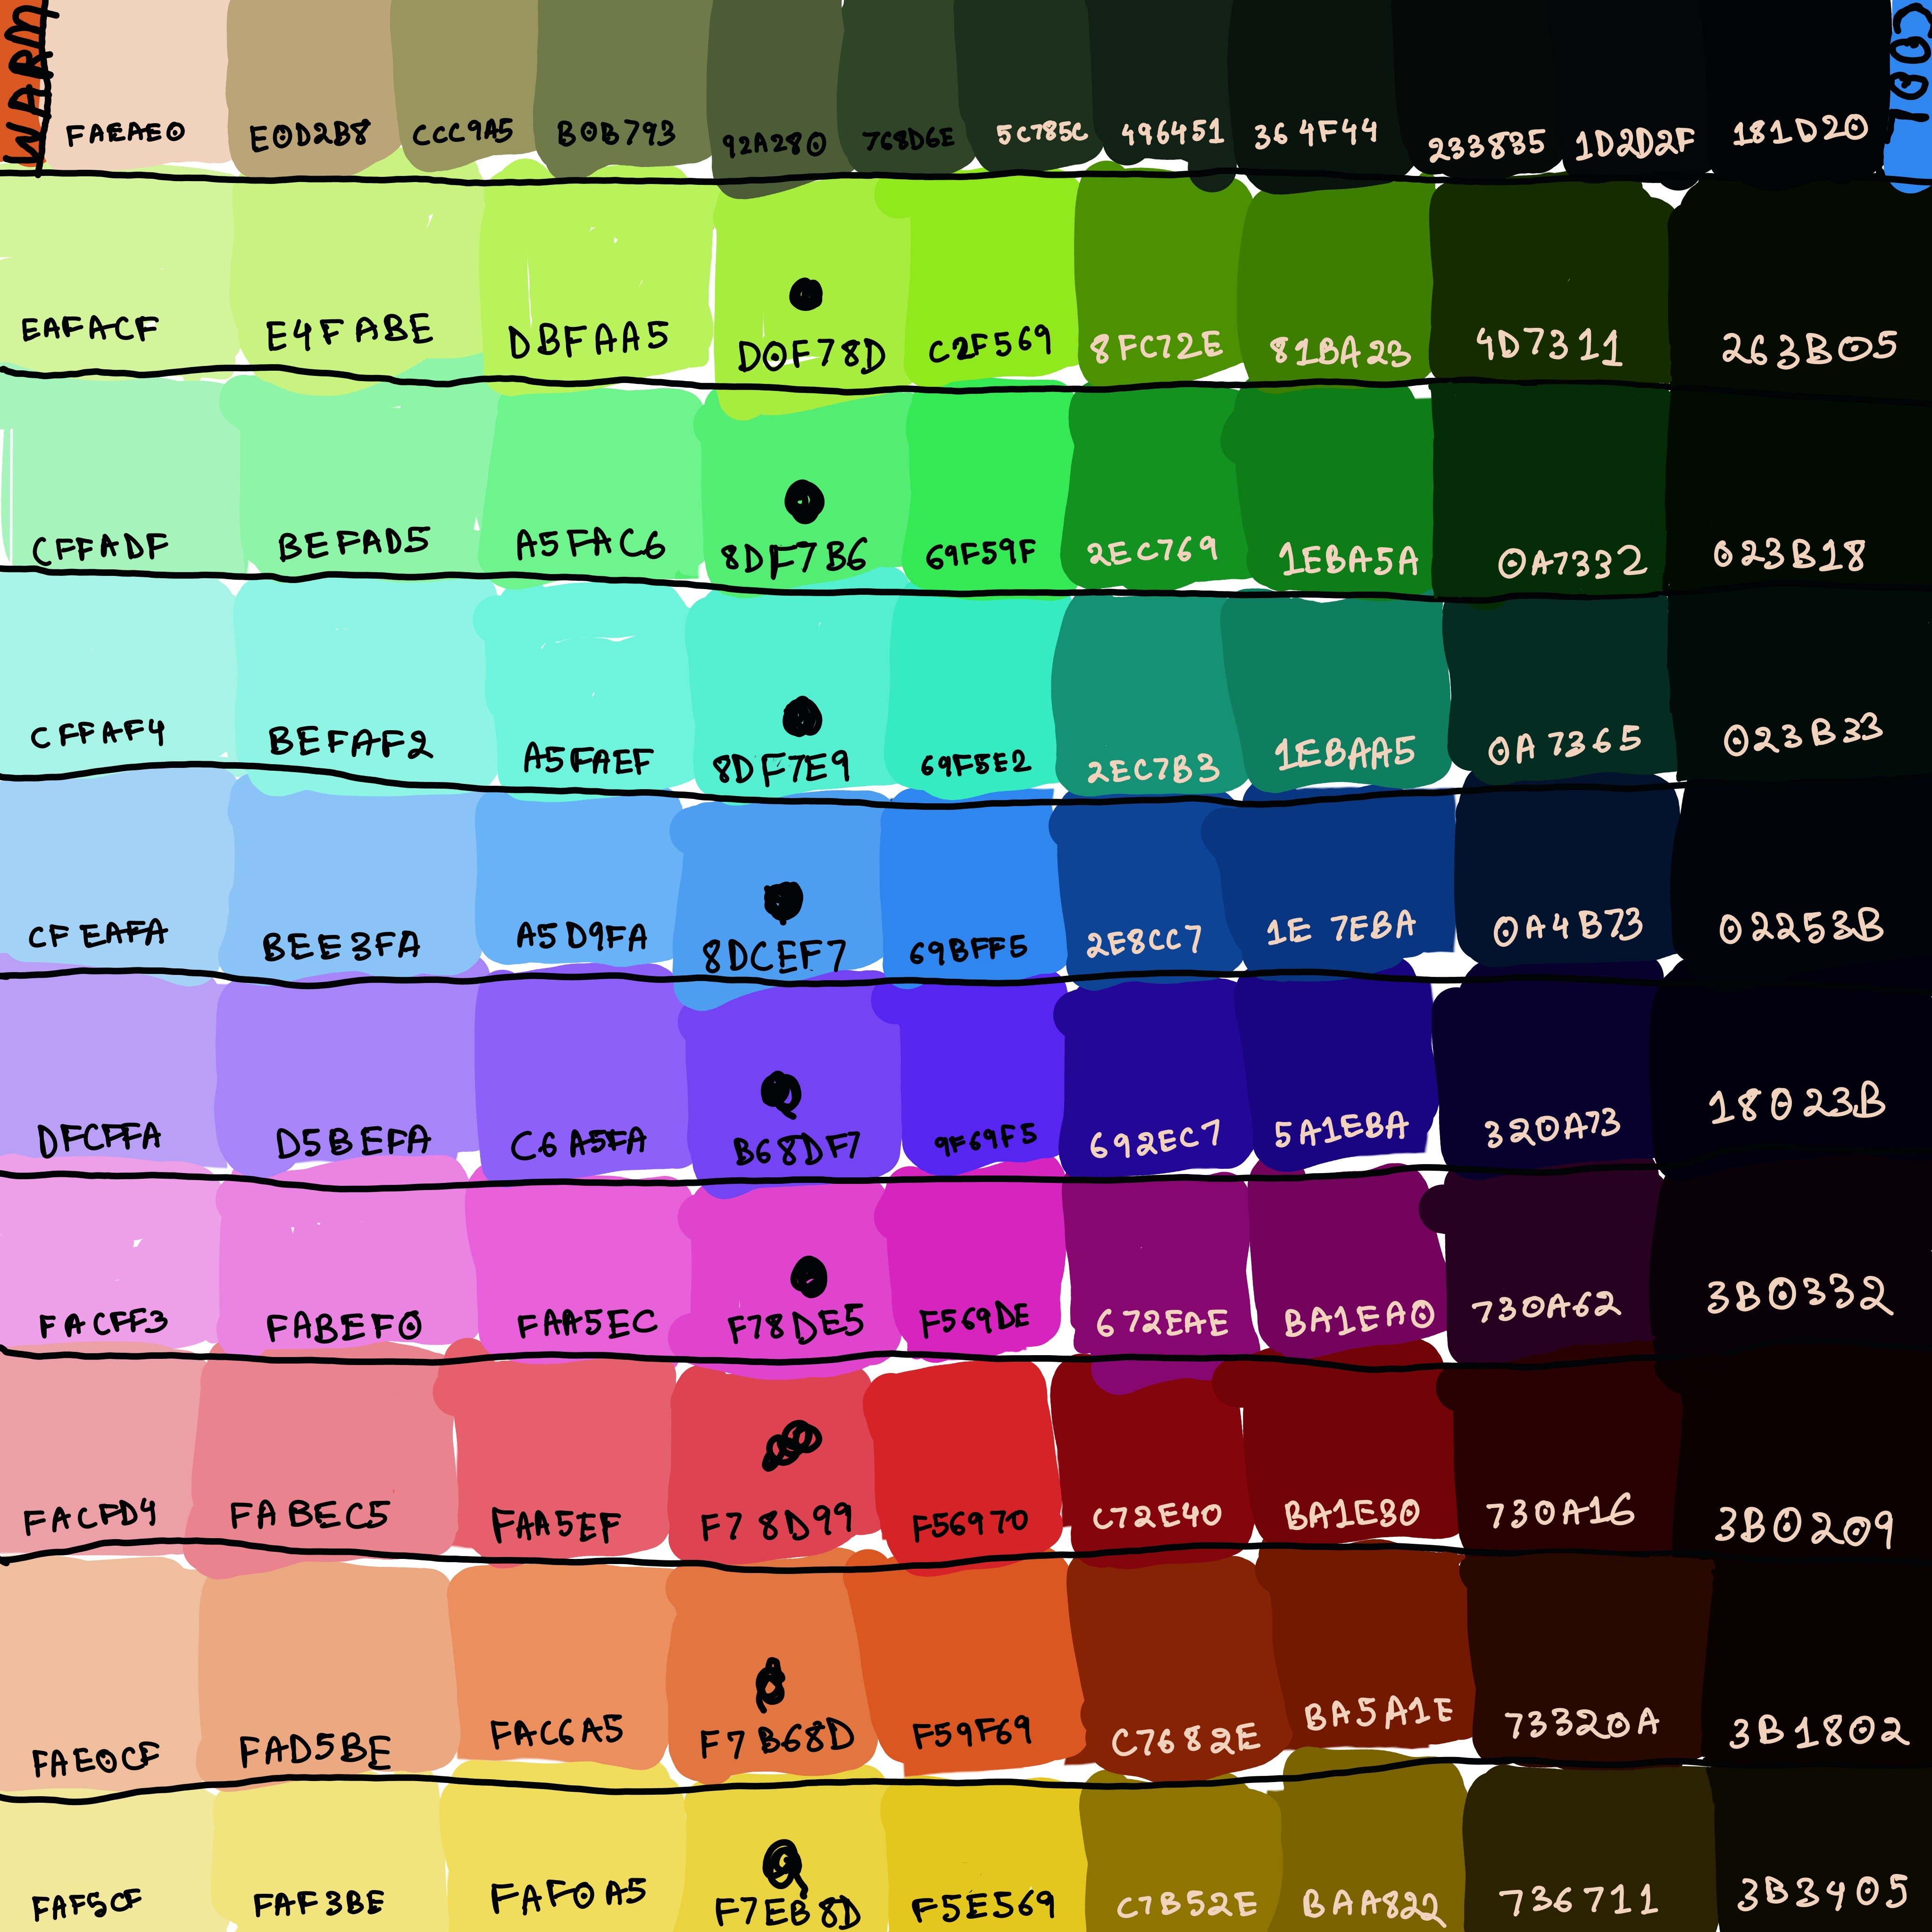 WARM FAEAE0 E0D2B8 CCC9A5 B0B793 92A280 768D6E 5C785C 496451 364F44 233835 1D2D2F 181D20 COOL
EAFACF E4FABE DBFAA5 D0F78D C2F569 8FC72E 81BA23 4D7311 263B05
CFFADF BEFAD5 A5FAC6 8DF7B6 69F59F 2EC769 1EBA5A 0A7332 023B18
CFFAF4 BEFAF2 A5FAEF 8DF7E9 69F5E2 2EC7B3 1EBAA5 0A7365 023B33
CFEAFA BEE3FA A5D9FA 8DCEF7 69BFF5 2E8CC7 1E7EBA 0A4B73 02253B
DFCFFA D5BEFA C6A5FA B68DF7 9F69F5 692EC7 5A1EBA 320A73 18023B
FACFF3 FABEF0 FAA5EC F78DE5 F569DE 672EAE BA1EA0 730A62 3B0332
FACFD4 FABEC5 FAA5EF F78D99 F56970 C72E40 BA1E30 730A16 3B0209
FAE0CF FAD5BE FAC6A5 F7B68D F59F69 C7682E BA5A1E 73320A 3B1802
FAF5CF FAF3BE FAF0A5 F7EB8D F5E569 C7B52E BAA822 736711 3B3405